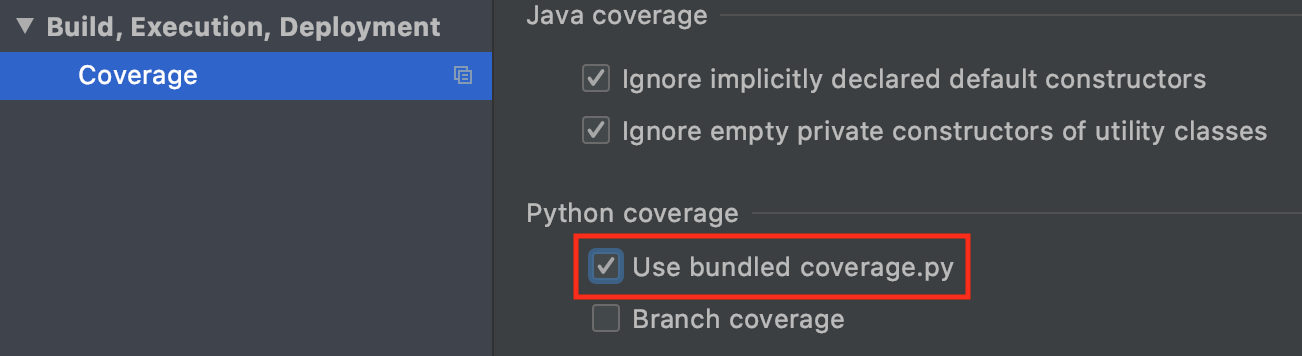 Build, Execution, Deployment
Coverage
Java coverage
Ignore implicitly declared default constructors
Ignore empty private constructors of utility classes
Python coverage
Use bundled coverage.py
Branch coverage